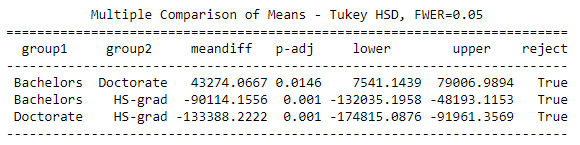 Multiple Comparison of Means - Tukey HSD, FWER=0.05
====================================================================
group1 group2 meandiff p-adj lower upper reject
--------------------------------------------------------------------
Bachelors Doctorate 43274.0667 0.0146 7541.1439 79006.9894 True
Bachelors HS-grad -90114.1556 0.001 -132035.1958 -48193.1153 True
Doctorate HS-grad -133388.2222 0.001 -174815.0876 -91961.3569 True
--------------------------------------------------------------------